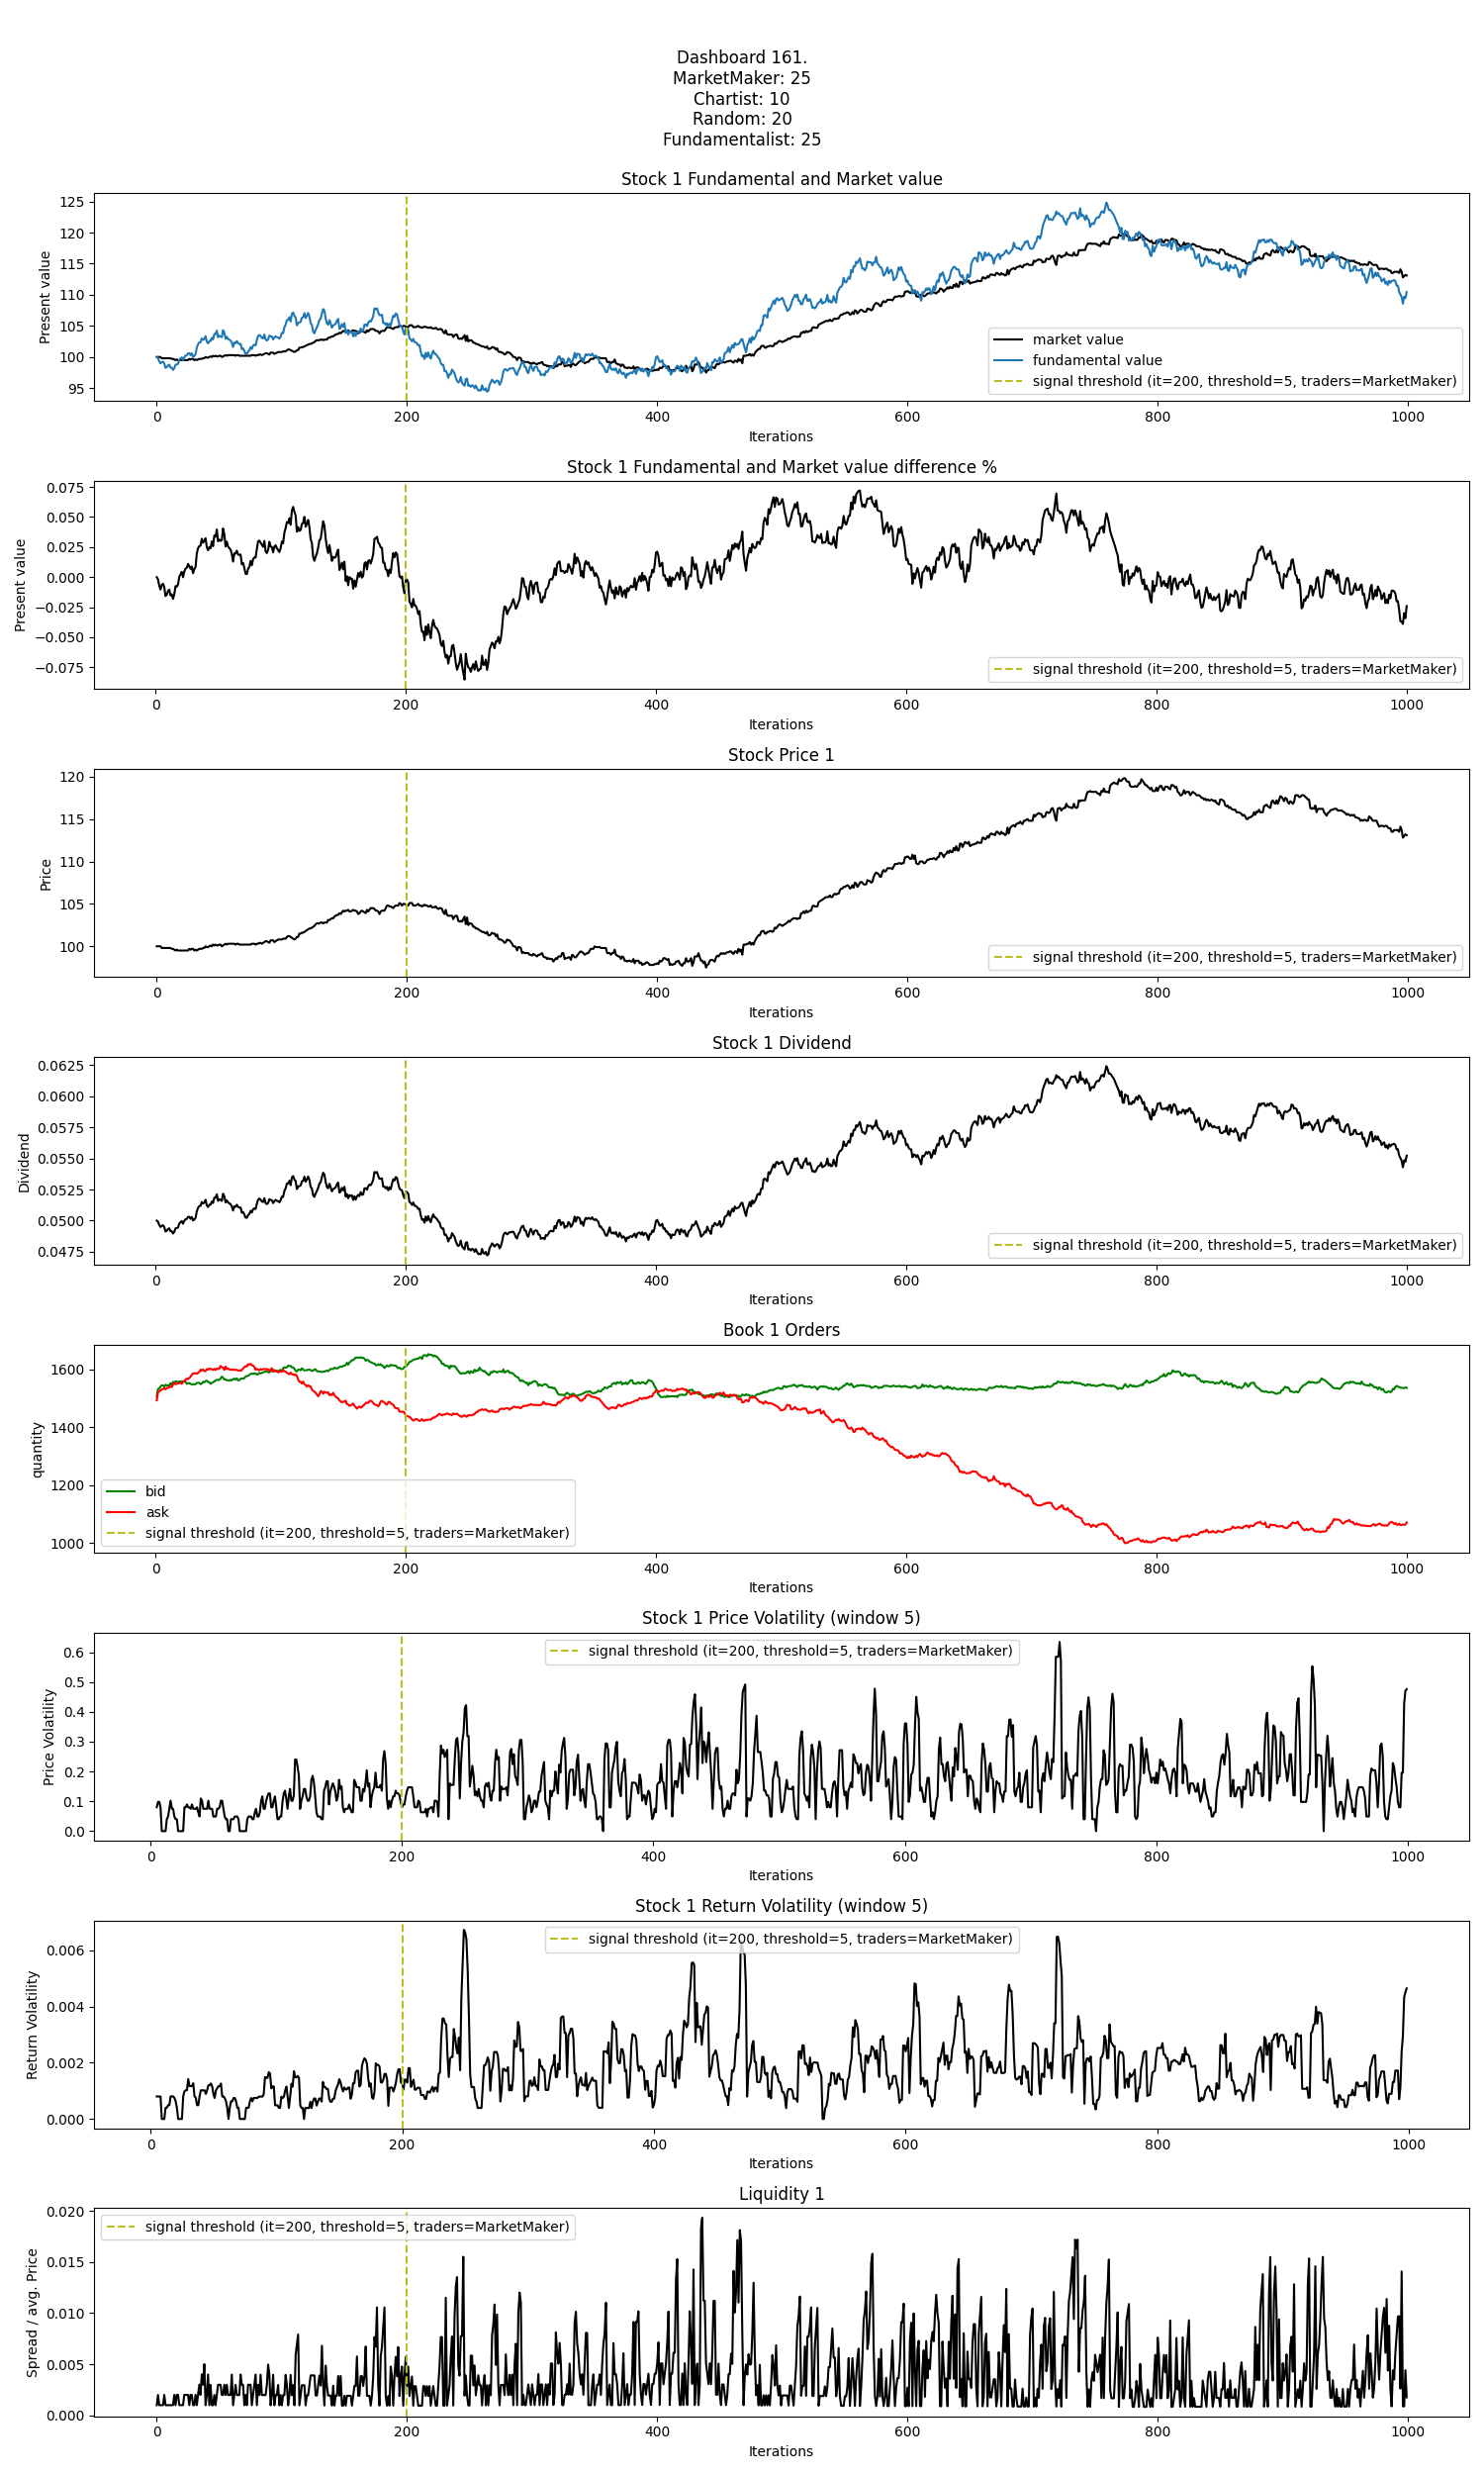 Dashboard 161.
MarketMaker: 25
Chartist: 10
Random: 20
Fundamentalist: 25
Stock 1 Fundamental and Market value
Present value
125
120
115
110
105
100
95
market value
fundamental value
signal threshold (it=200, threshold=5, traders=MarketMaker)
0 200 400 600 800 1000
Iterations
Stock 1 Fundamental and Market value difference %
Present value
0.075
0.050
0.025
0.000
−0.025
−0.050
−0.075
signal threshold (it=200, threshold=5, traders=MarketMaker)
0 200 400 600 800 1000
Iterations
Stock Price 1
Price
120
115
110
105
100
signal threshold (it=200, threshold=5, traders=MarketMaker)
0 200 400 600 800 1000
Iterations
Stock 1 Dividend
Dividend
0.0625
0.0600
0.0575
0.0550
0.0525
0.0500
0.0475
signal threshold (it=200, threshold=5, traders=MarketMaker)
0 200 400 600 800 1000
Iterations
Book 1 Orders
quantity
1600
1400
1200
1000
bid
ask
signal threshold (it=200, threshold=5, traders=MarketMaker)
0 200 400 600 800 1000
Iterations
Stock 1 Price Volatility (window 5)
Price Volatility
0.6
0.5
0.4
0.3
0.2
0.1
0.0
signal threshold (it=200, threshold=5, traders=MarketMaker)
0 200 400 600 800 1000
Iterations
Stock 1 Return Volatility (window 5)
Return Volatility
0.006
0.004
0.002
0.000
signal threshold (it=200, threshold=5, traders=MarketMaker)
0 200 400 600 800 1000
Iterations
Liquidity 1
Spread / avg. Price
0.020
0.015
0.010
0.005
0.000
signal threshold (it=200, threshold=5, traders=MarketMaker)
0 200 400 600 800 1000
Iterations